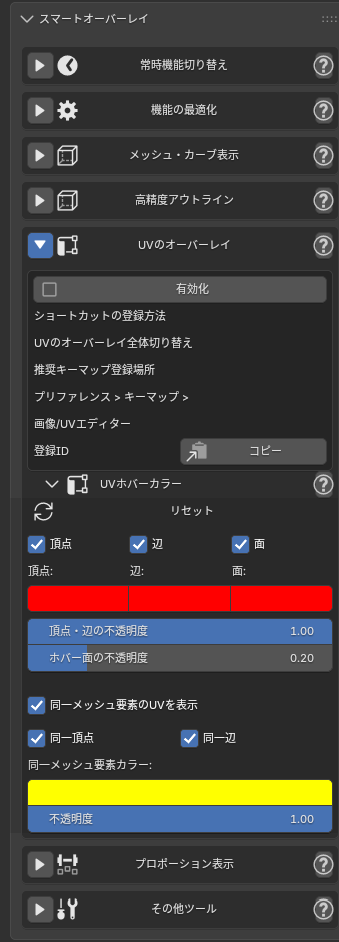 スマートオーバーレイ
常時機能切り替え
機能の最適化
メッシュ・カーブ表示
高精度アウトライン
UVのオーバーレイ
有効化
ショートカットの登録方法
UVのオーバーレイ全体切り替え
推奨キーマップ登録場所
プリファレンス > キーマップ >
画像/UVエディター
登録ID コピー
UVホバーカラー
リセット
頂点 辺 面
頂点: 辺: 面:
頂点・辺の不透明度 1.00
ホバー面の不透明度 0.20
同一メッシュ要素のUVを表示
同一頂点 同一辺
同一メッシュ要素カラー:
不透明度 1.00
プロポーション表示
その他ツール